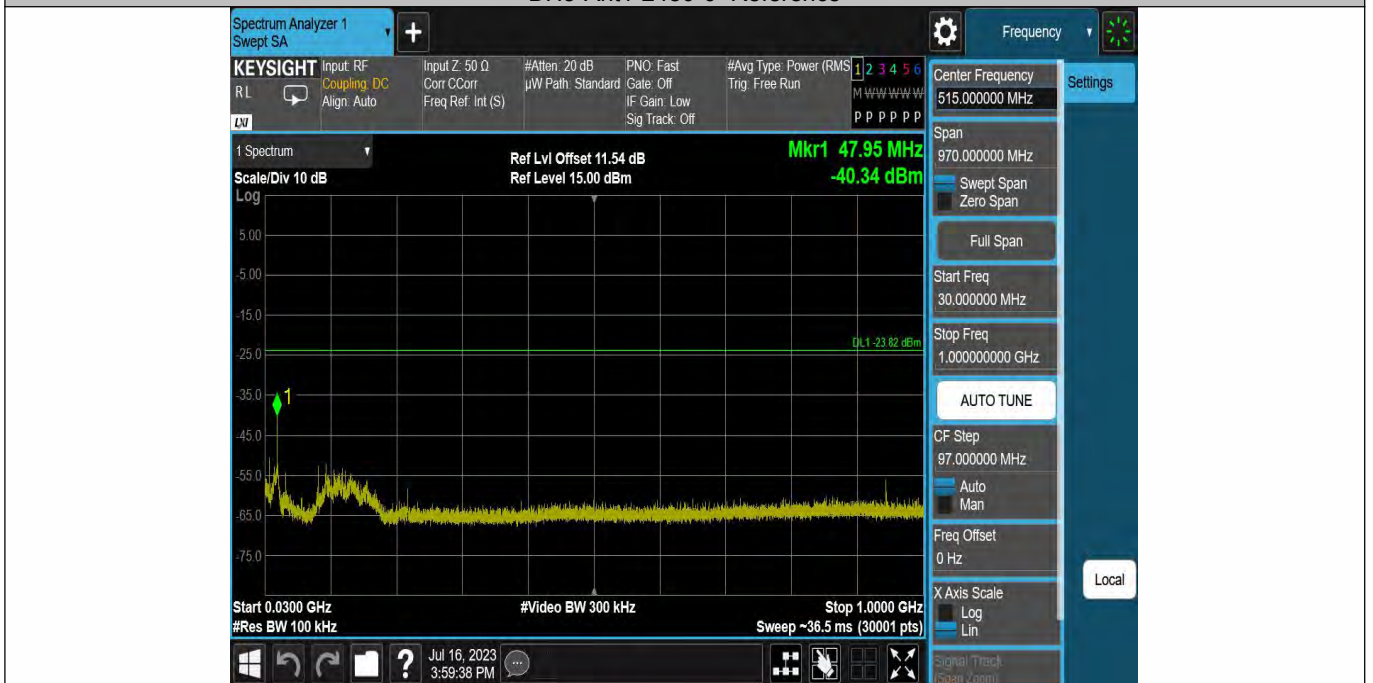 Spectrum Analyzer 1
Swept SA
+
Frequency
KEYSIGHT
RL
LXI
Input: RF
Coupling: DC
Align: Auto
Input Z: 50 Ω
Corr CCorr
Freq Ref: Int (S)
#Atten: 20 dB
µW Path: Standard
PNO: Fast
Gate: Off
IF Gain: Low
Sig Track: Off
#Avg Type: Power (RMS
Trig: Free Run
1 2 3 4 5 6
M W W W W W
P P P P P P
Center Frequency
515.000000 MHz
Settings
1 Spectrum
Scale/Div 10 dB
Ref Lvl Offset 11.54 dB
Ref Level 15.00 dBm
Mkr1 47.95 MHz
-40.34 dBm
Span
970.000000 MHz
Swept Span
Zero Span
Full Span
Log
5.00
-5.00
-15.0
-25.0
-35.0
-45.0
-55.0
-65.0
-75.0
DL1 -23.82 dBm
1
Start Freq
30.000000 MHz
Stop Freq
1.000000000 GHz
AUTO TUNE
CF Step
97.000000 MHz
Auto
Man
Freq Offset
0 Hz
X Axis Scale
Log
Lin
Local
Signal Track
(Span Zoom)
Start 0.0300 GHz
#Res BW 100 kHz
#Video BW 300 kHz
Stop 1.0000 GHz
Sweep ~36.5 ms (30001 pts)
?
Jul 16, 2023
3:59:38 PM